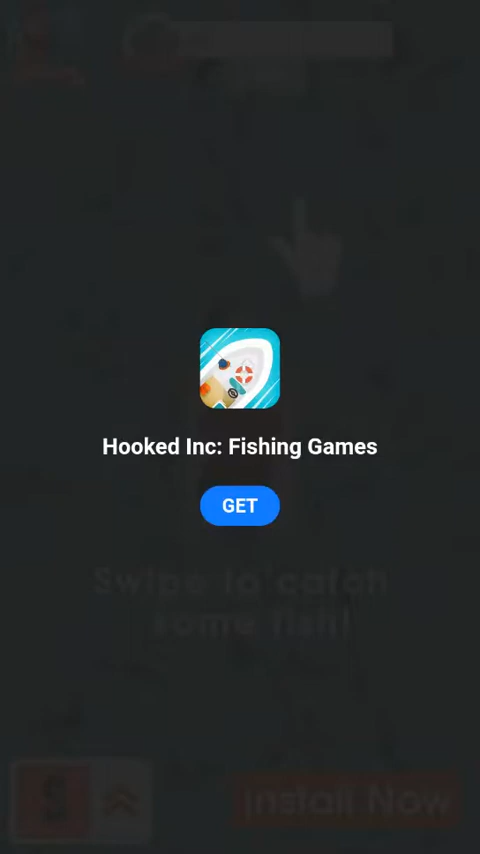 Hooked Inc: Fishing Games
GET
Swipe to catch
some fish!
Install Now